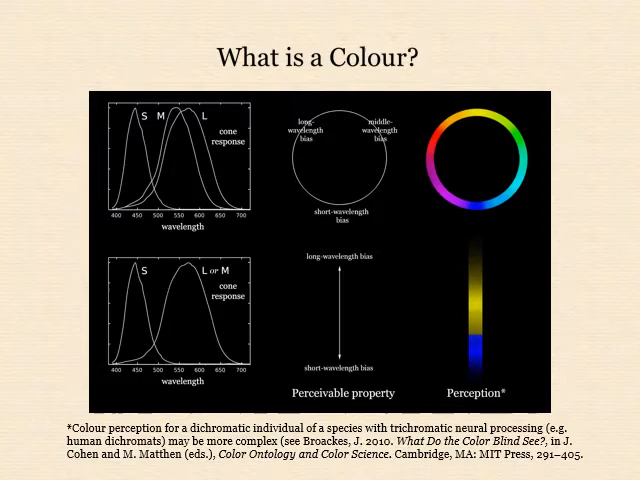 What is a Colour?
S M L
cone
response
400 450 500 550 600 650 700
wavelength
long-
wavelength
bias
middle-
wavelength
bias
short-wavelength
bias
S L or M
cone
response
400 450 500 550 600 650 700
wavelength
long-wavelength bias
short-wavelength bias
Perceivable property
Perception*
*Colour perception for a dichromatic individual of a species with trichromatic neural processing (e.g.
human dichromats) may be more complex (see Broackes, J. 2010. What Do the Color Blind See?, in J.
Cohen and M. Matthen (eds.), Color Ontology and Color Science. Cambridge, MA: MIT Press, 291–405.